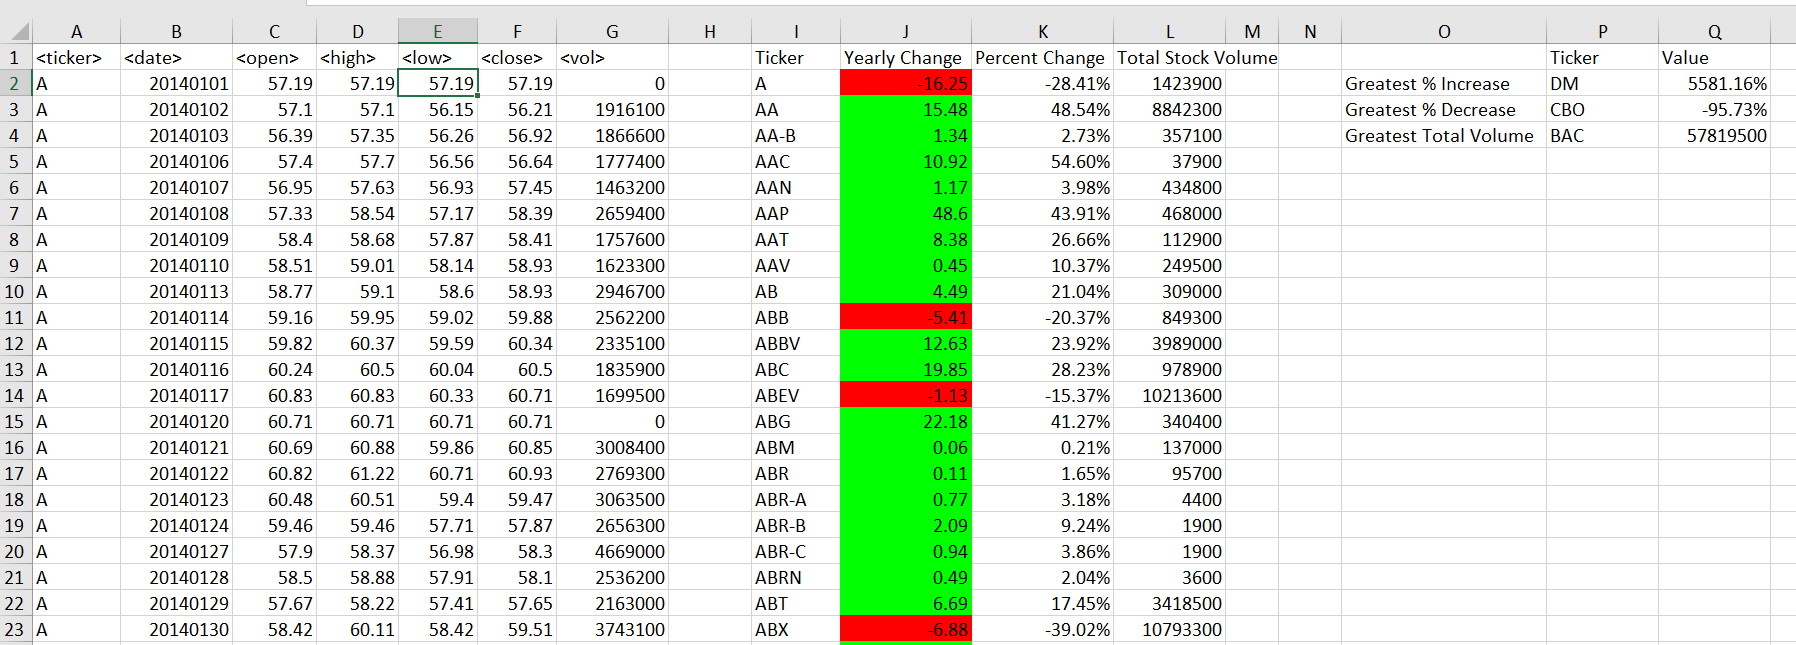 A B C D E F G H I J K L M N O P Q
1 <ticker> <date> <open> <high> <low> <close> <vol> Ticker Yearly Change Percent Change Total Stock Volume Ticker Value
2 A 20140101 57.19 57.19 57.19 57.19 0 A -16.25 -28.41% 1423900 Greatest % Increase DM 5581.16%
3 A 20140102 57.1 57.1 56.15 56.21 1916100 AA 15.48 48.54% 8842300 Greatest % Decrease CBO -95.73%
4 A 20140103 56.39 57.35 56.26 56.92 1866600 AA-B 1.34 2.73% 357100 Greatest Total Volume BAC 57819500
5 A 20140106 57.4 57.7 56.56 56.64 1777400 AAC 10.92 54.60% 37900
6 A 20140107 56.95 57.63 56.93 57.45 1463200 AAN 1.17 3.98% 434800
7 A 20140108 57.33 58.54 57.17 58.39 2659400 AAP 48.6 43.91% 468000
8 A 20140109 58.4 58.68 57.87 58.41 1757600 AAT 8.38 26.66% 112900
9 A 20140110 58.51 59.01 58.14 58.93 1623300 AAV 0.45 10.37% 249500
10 A 20140113 58.77 59.1 58.6 58.93 2946700 AB 4.49 21.04% 309000
11 A 20140114 59.16 59.95 59.02 59.88 2562200 ABB -5.41 -20.37% 849300
12 A 20140115 59.82 60.37 59.59 60.34 2335100 ABBV 12.63 23.92% 3989000
13 A 20140116 60.24 60.5 60.04 60.5 1835900 ABC 19.85 28.23% 978900
14 A 20140117 60.83 60.83 60.33 60.71 1699500 ABEV -1.13 -15.37% 10213600
15 A 20140120 60.71 60.71 60.71 60.71 0 ABG 22.18 41.27% 340400
16 A 20140121 60.69 60.88 59.86 60.85 3008400 ABM 0.06 0.21% 137000
17 A 20140122 60.82 61.22 60.71 60.93 2769300 ABR 0.11 1.65% 95700
18 A 20140123 60.48 60.51 59.4 59.47 3063500 ABR-A 0.77 3.18% 4400
19 A 20140124 59.46 59.46 57.71 57.87 2656300 ABR-B 2.09 9.24% 1900
20 A 20140127 57.9 58.37 56.98 58.3 4669000 ABR-C 0.94 3.86% 1900
21 A 20140128 58.5 58.88 57.91 58.1 2536200 ABRN 0.49 2.04% 3600
22 A 20140129 57.67 58.22 57.41 57.65 2163000 ABT 6.69 17.45% 3418500
23 A 20140130 58.42 60.11 58.42 59.51 3743100 ABX -6.88 -39.02% 10793300